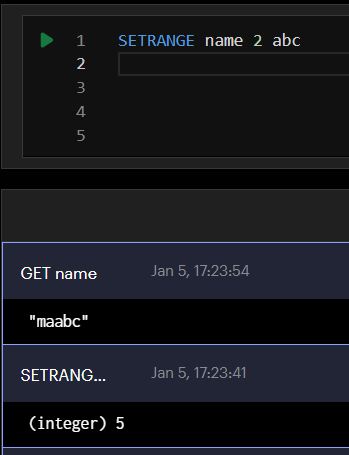 1 SETRANGE name 2 abc
2
3
4
5
GET name Jan 5, 17:23:54
"maabc"
SETRANG... Jan 5, 17:23:41
(integer) 5